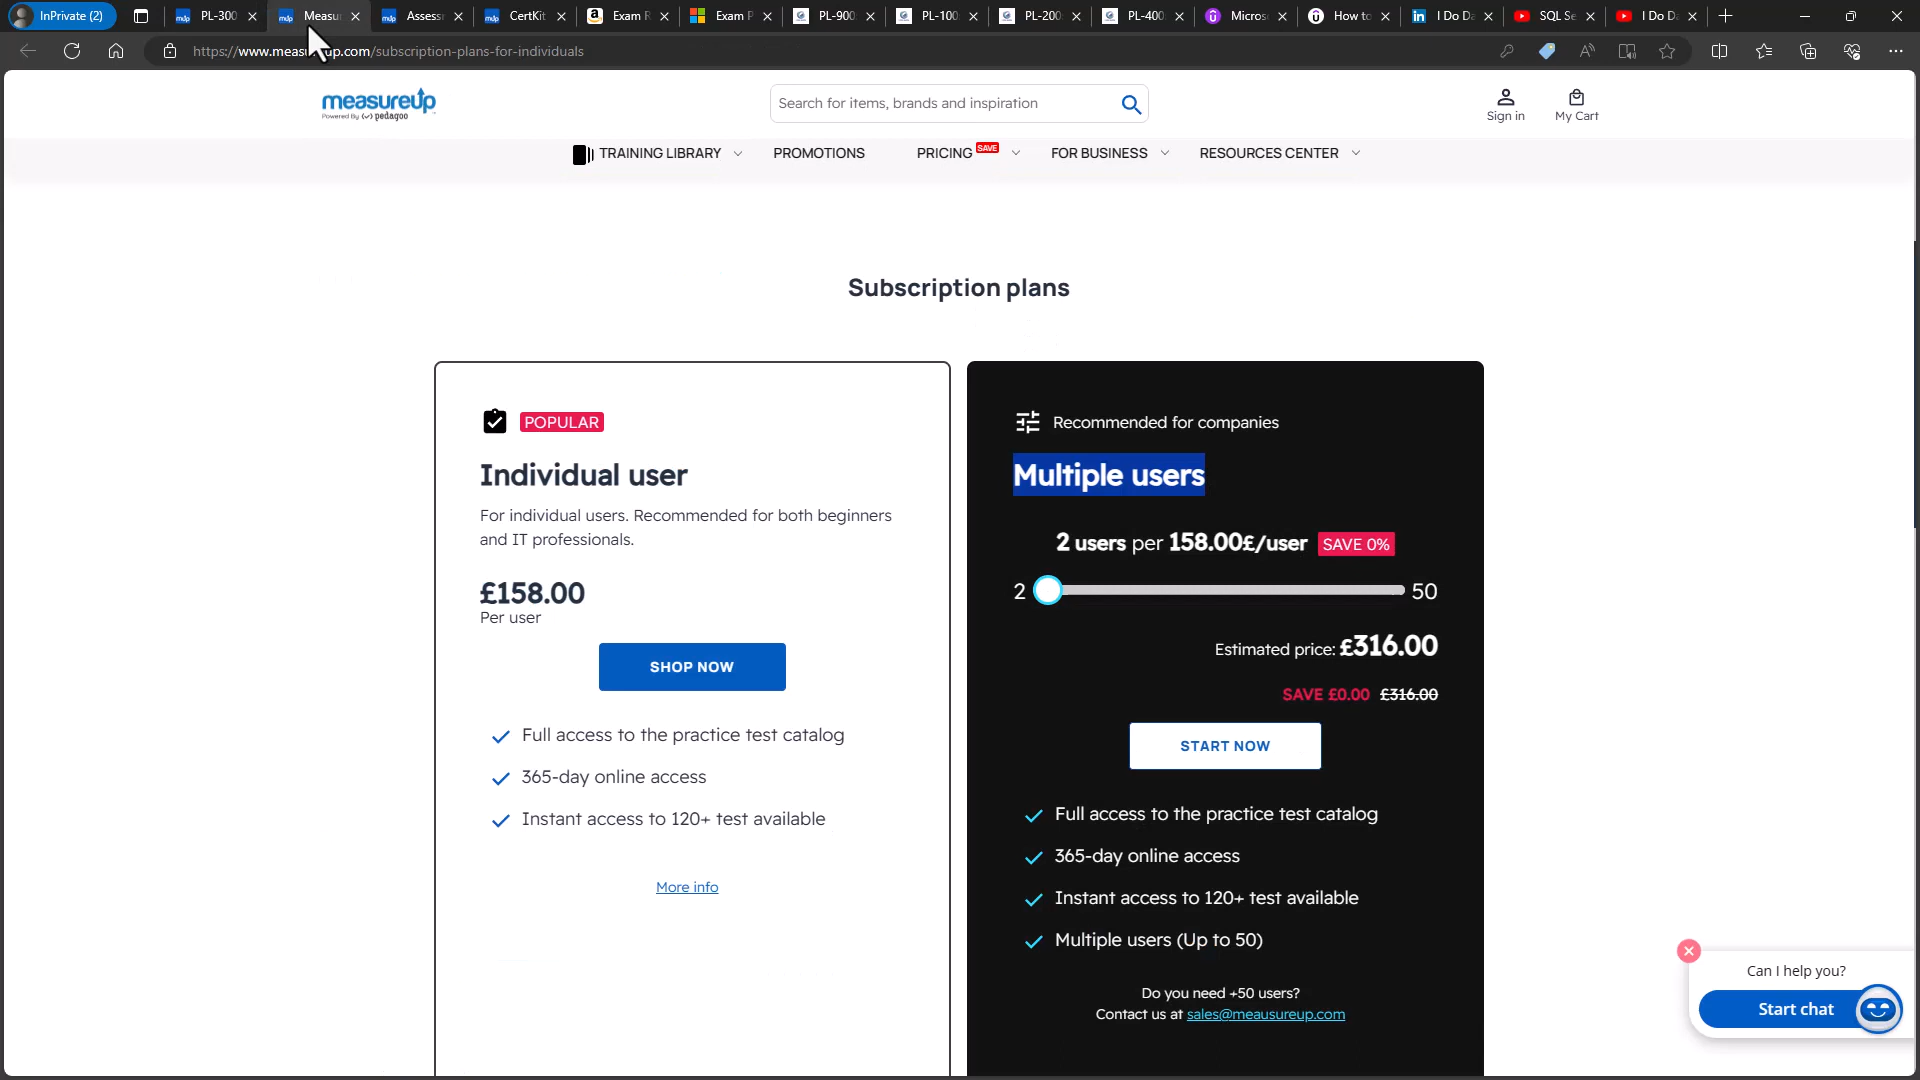 InPrivate (2)
PL-300
Measu
Assess
CertKit
Exam R
Exam P
PL-900
PL-100
PL-200
PL-400
Micros
How to
I Do Da
SQL Se
I Do D
https://www.meas up.com/subscription-plans-for-individuals
measureUp
Powered By pedagoo
Search for items, brands and inspiration
Sign in
My Cart
TRAINING LIBRARY
PROMOTIONS
PRICING SAVE
FOR BUSINESS
RESOURCES CENTER
Subscription plans
POPULAR
Individual user
For individual users. Recommended for both beginners
and IT professionals.
£158.00
Per user
SHOP NOW
Full access to the practice test catalog
365-day online access
Instant access to 120+ test available
More info
Recommended for companies
Multiple users
2 users per 158.00£/user SAVE 0%
2 50
Estimated price: £316.00
SAVE £0.00 £316.00
START NOW
Full access to the practice test catalog
365-day online access
Instant access to 120+ test available
Multiple users (Up to 50)
Do you need +50 users?
Contact us at sales@meausureup.com
Can I help you?
Start chat